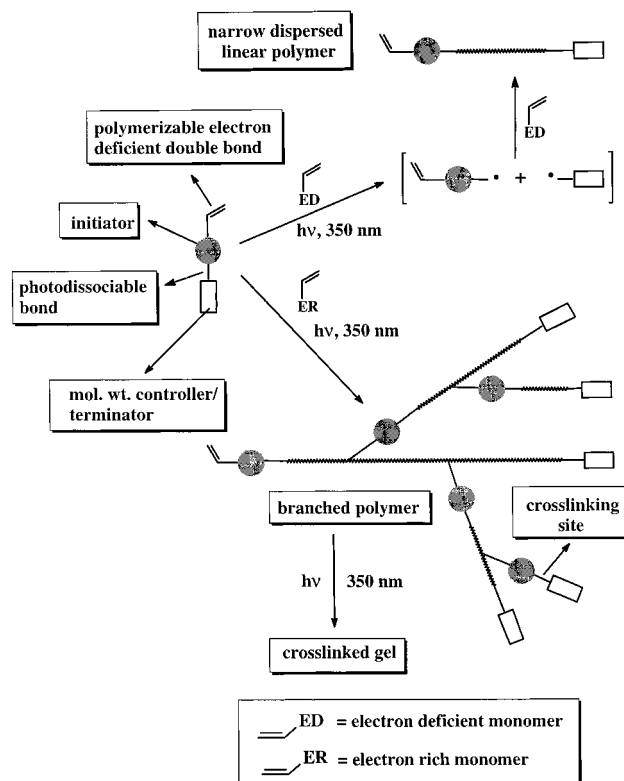 narrow dispersed
linear polymer
polymerizable electron
deficient double bond
ED
ED
hν, 350 nm
[ • + • ]
initiator
photodissociable
bond
ER
hν, 350 nm
mol. wt. controller/
terminator
branched polymer
crosslinking
site
hν 350 nm
crosslinked gel
ED = electron deficient monomer
ER = electron rich monomer